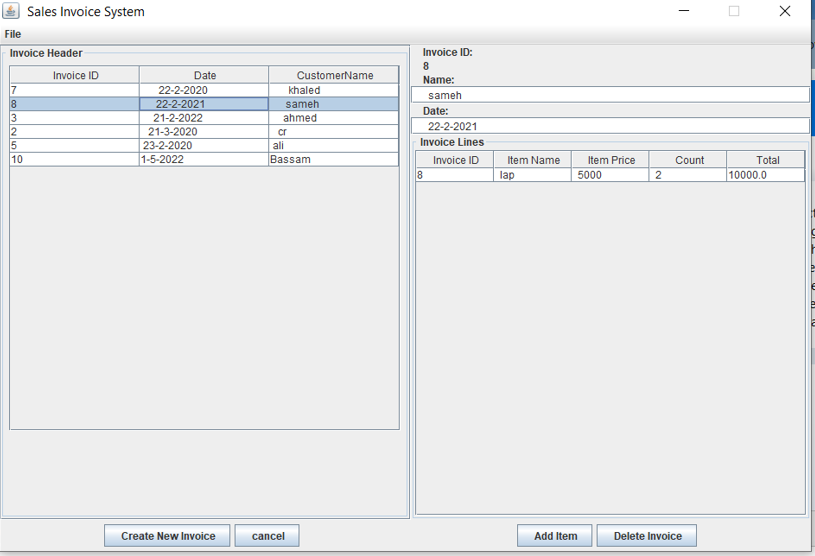 Sales Invoice System
File
Invoice Header
Invoice ID Date CustomerName
7 22-2-2020 khaled
8 22-2-2021 sameh
3 21-2-2022 ahmed
2 21-3-2020 cr
5 23-2-2020 ali
10 1-5-2022 Bassam
Invoice ID:
8
Name:
sameh
Date:
22-2-2021
Invoice Lines
Invoice ID Item Name Item Price Count Total
8 lap 5000 2 10000.0
Create New Invoice cancel Add Item Delete Invoice